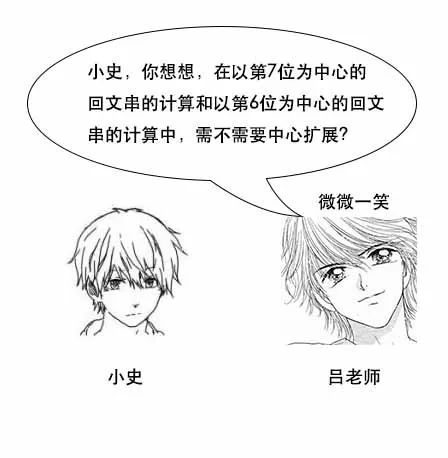 小史，你想想，在以第7位为中心的
回文串的计算和以第6位为中心的回文
串的计算中，需不需要中心扩展？
微微一笑
小史
吕老师